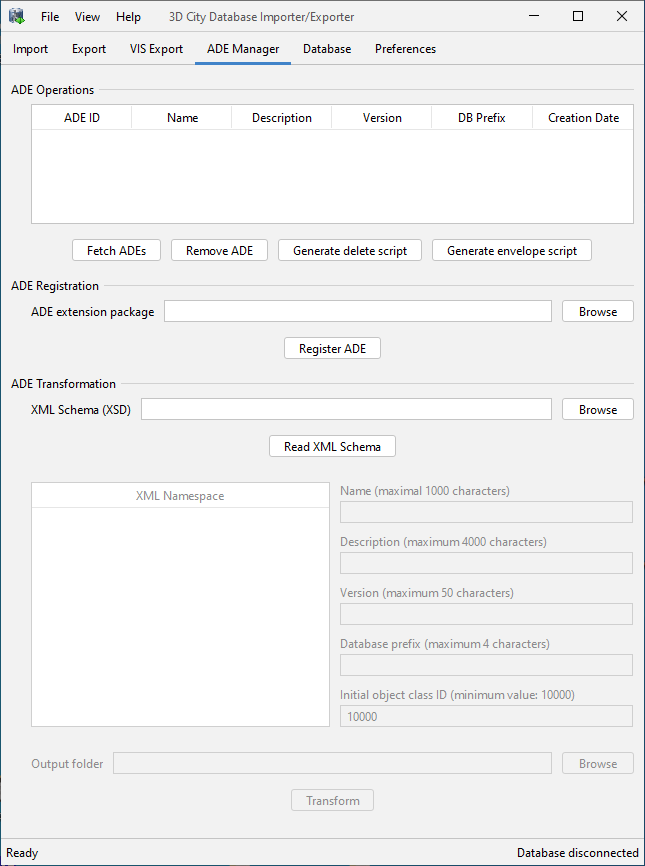 File View Help 3D City Database Importer/Exporter
Import Export VIS Export ADE Manager Database Preferences
ADE Operations
ADE ID Name Description Version DB Prefix Creation Date
Fetch ADEs Remove ADE Generate delete script Generate envelope script
ADE Registration
ADE extension package Browse
Register ADE
ADE Transformation
XML Schema (XSD) Browse
Read XML Schema
XML Namespace
Name (maximal 1000 characters)
Description (maximum 4000 characters)
Version (maximum 50 characters)
Database prefix (maximum 4 characters)
Initial object class ID (minimum value: 10000)
10000
Output folder Browse
Transform
Ready Database disconnected